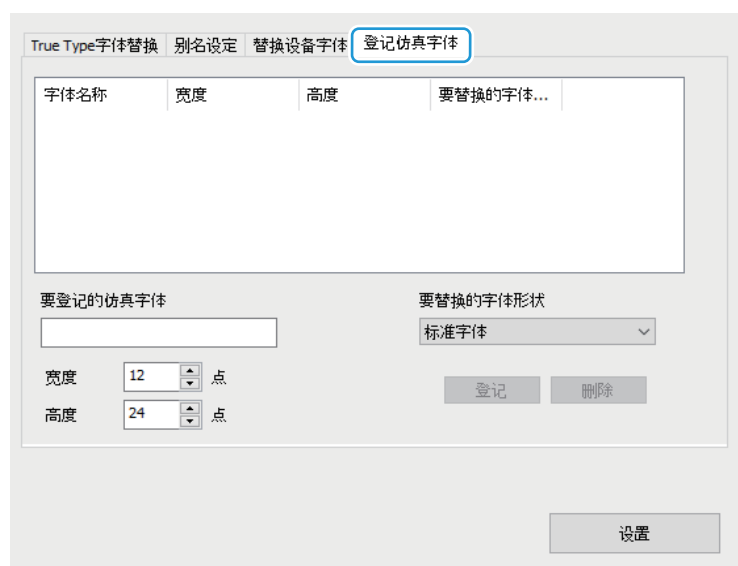 True Type字体替换 别名设定 替换设备字体 登记仿真字体
字体名称 宽度 高度 要替换的字体...
要登记的仿真字体 要替换的字体形状
标准字体
宽度 12 点
登记 删除
高度 24 点
设置